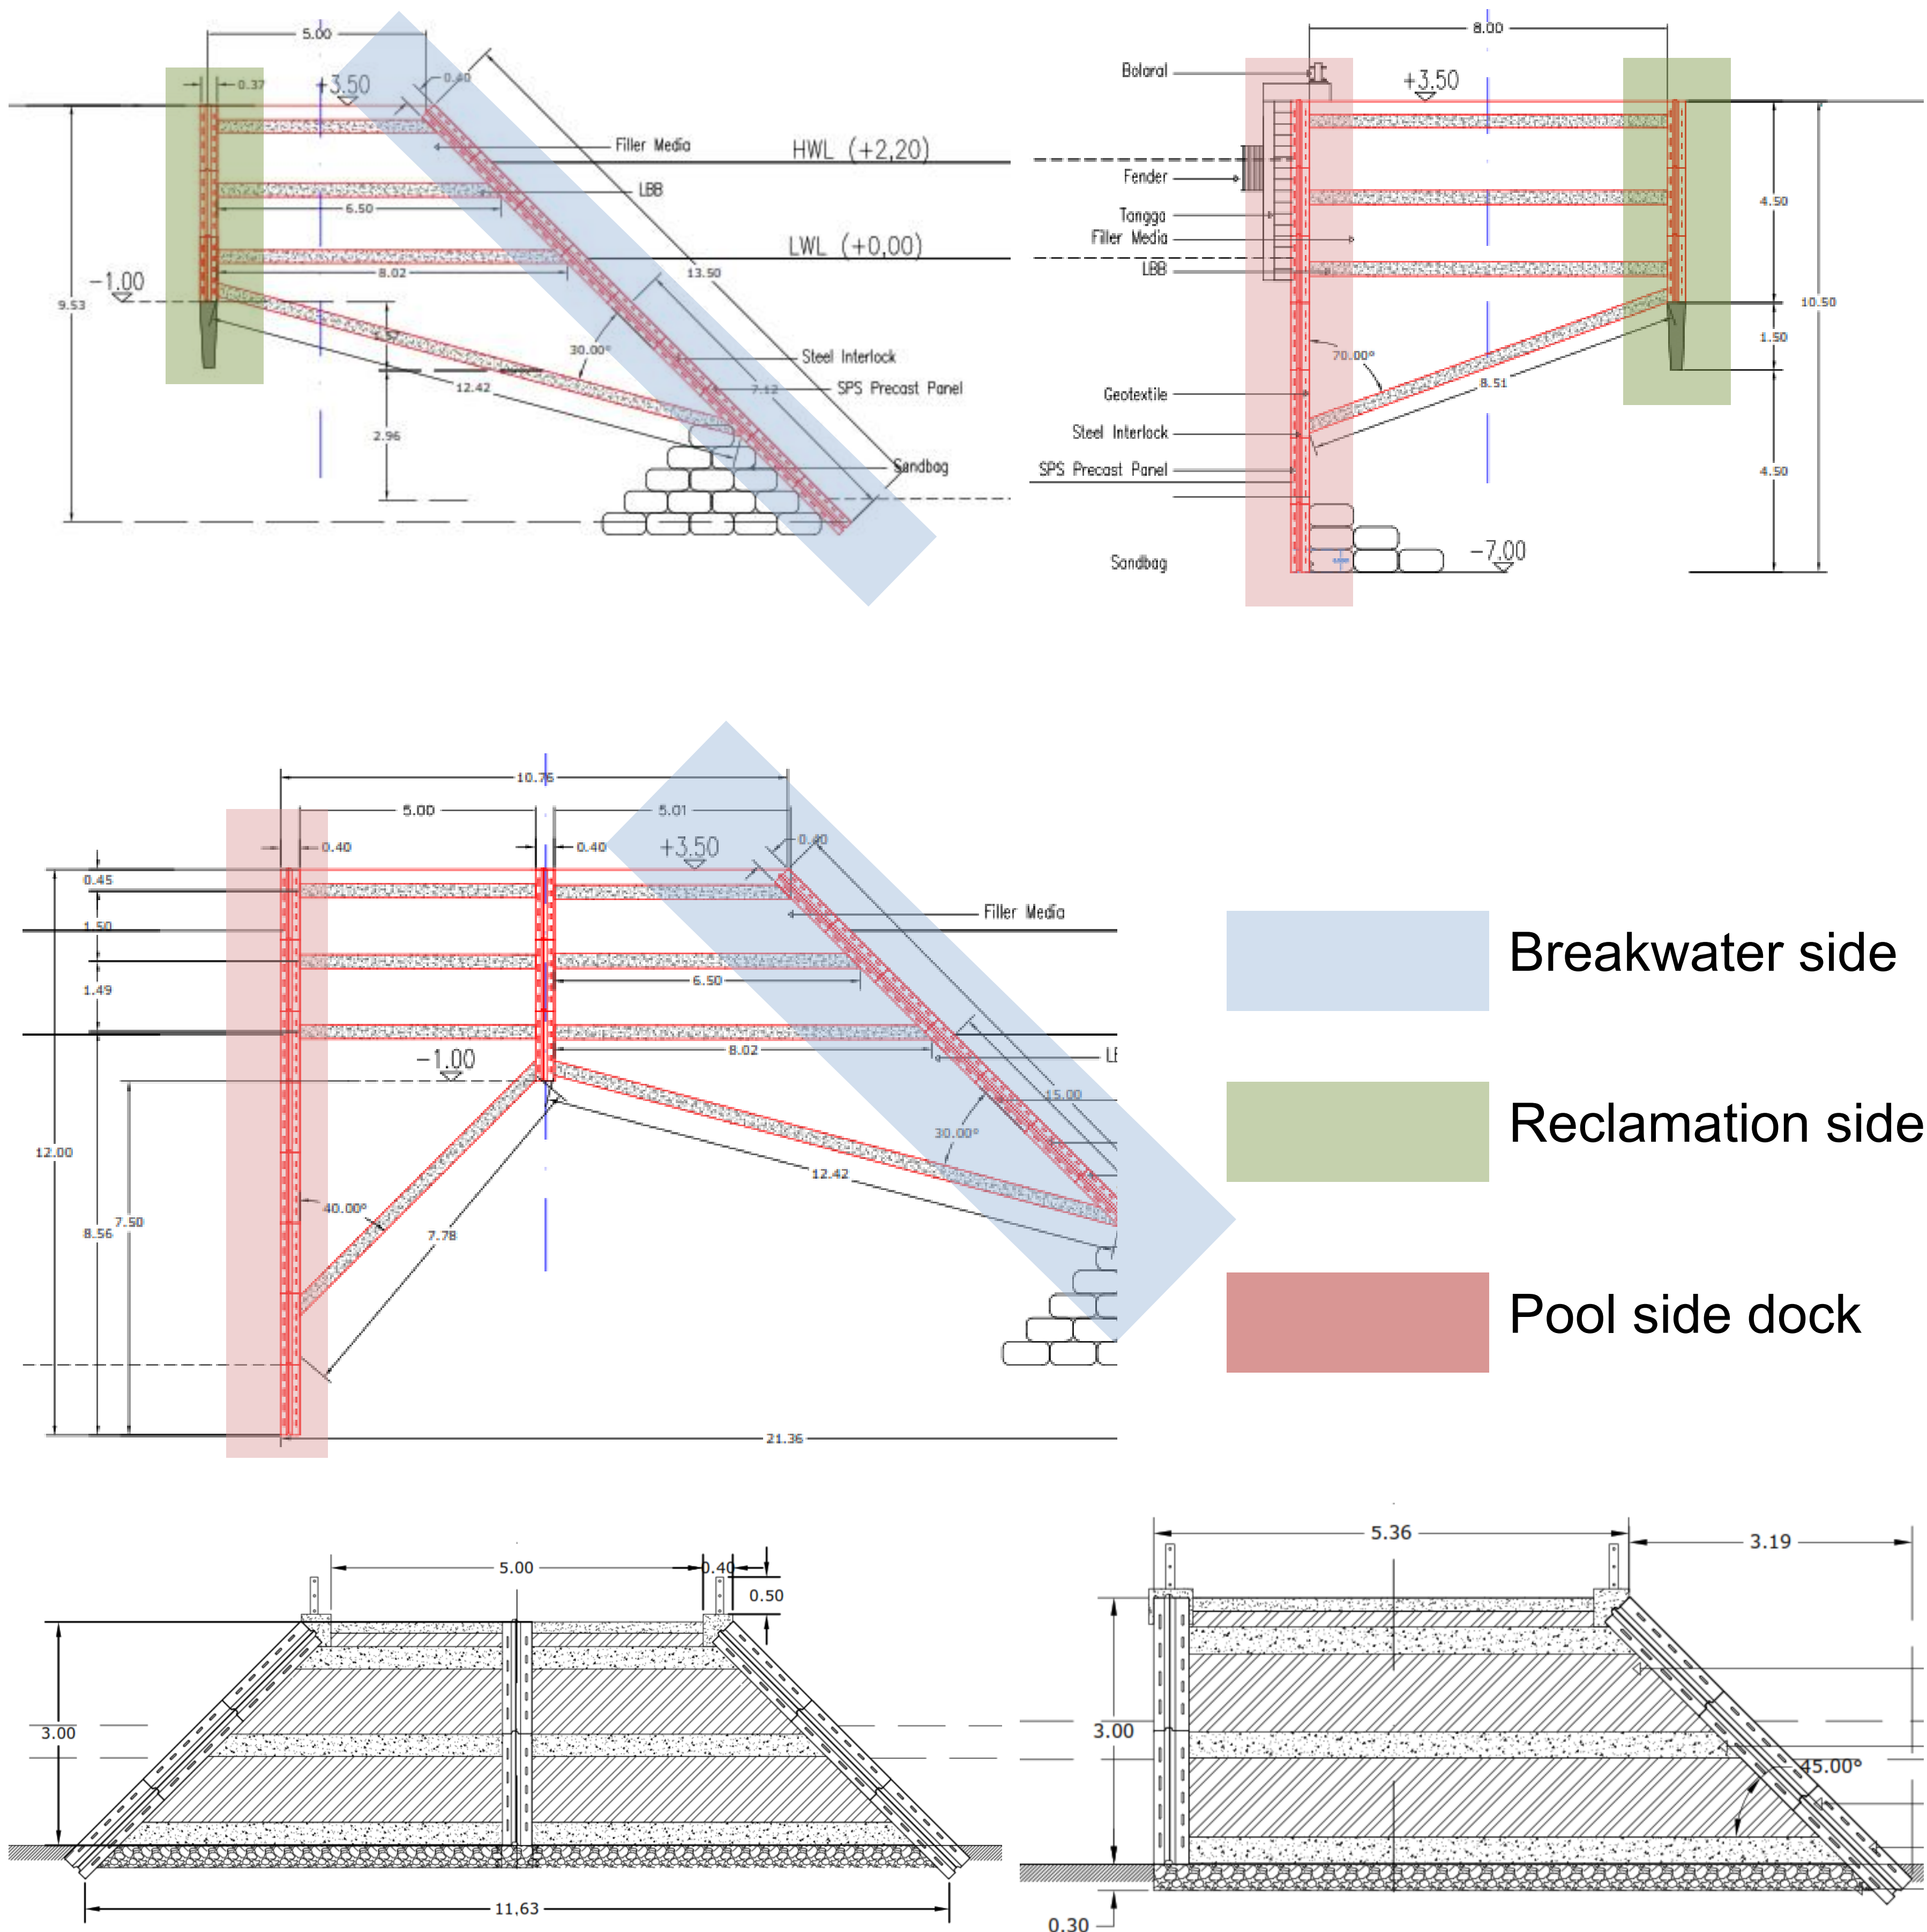 5.00
0.40
0.37
+3.50
Filler Media
HWL (+2,20)
LBB
6.50
LWL (+0,00)
8.02
13.50
-1.00
9.53
30.00°
Steel Interlock
12.42
7.12
SPS Precast Panel
2.96
Sandbag
8.00
Bolaral
+3.50
Fender
4.50
Tangga
Filler Media
LBB
10.50
1.50
70.00°
8.51
Geotextile
Steel Interlock
SPS Precast Panel
4.50
-7.00
Sandbag
10.76
5.00
5.01
0.40
0.40
+3.50
0.40
0.45
Filler Media
1.50
6.50
1.49
8.02
-1.00
15.00
30.00°
12.00
12.42
40.00°
7.50
8.56
7.78
21.36
Breakwater side
Reclamation side
Pool side dock
5.00
0.40
0.50
3.00
11,63
5.36
3.19
3.00
45.00°
0.30